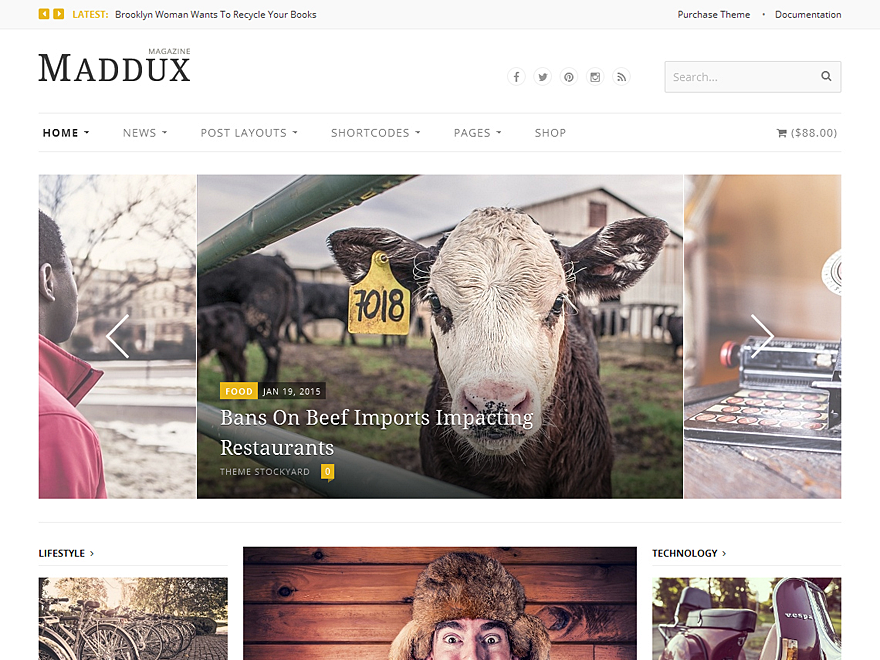 LATEST: Brooklyn Woman Wants To Recycle Your Books
Purchase Theme • Documentation
MAGAZINE
MADDUX
Search...
HOME NEWS POST LAYOUTS SHORTCODES PAGES SHOP ($88.00)
7018
FOOD JAN 19, 2015
Bans On Beef Imports Impacting
Restaurants
THEME STOCKYARD 0
LIFESTYLE ›
TECHNOLOGY ›
vespa